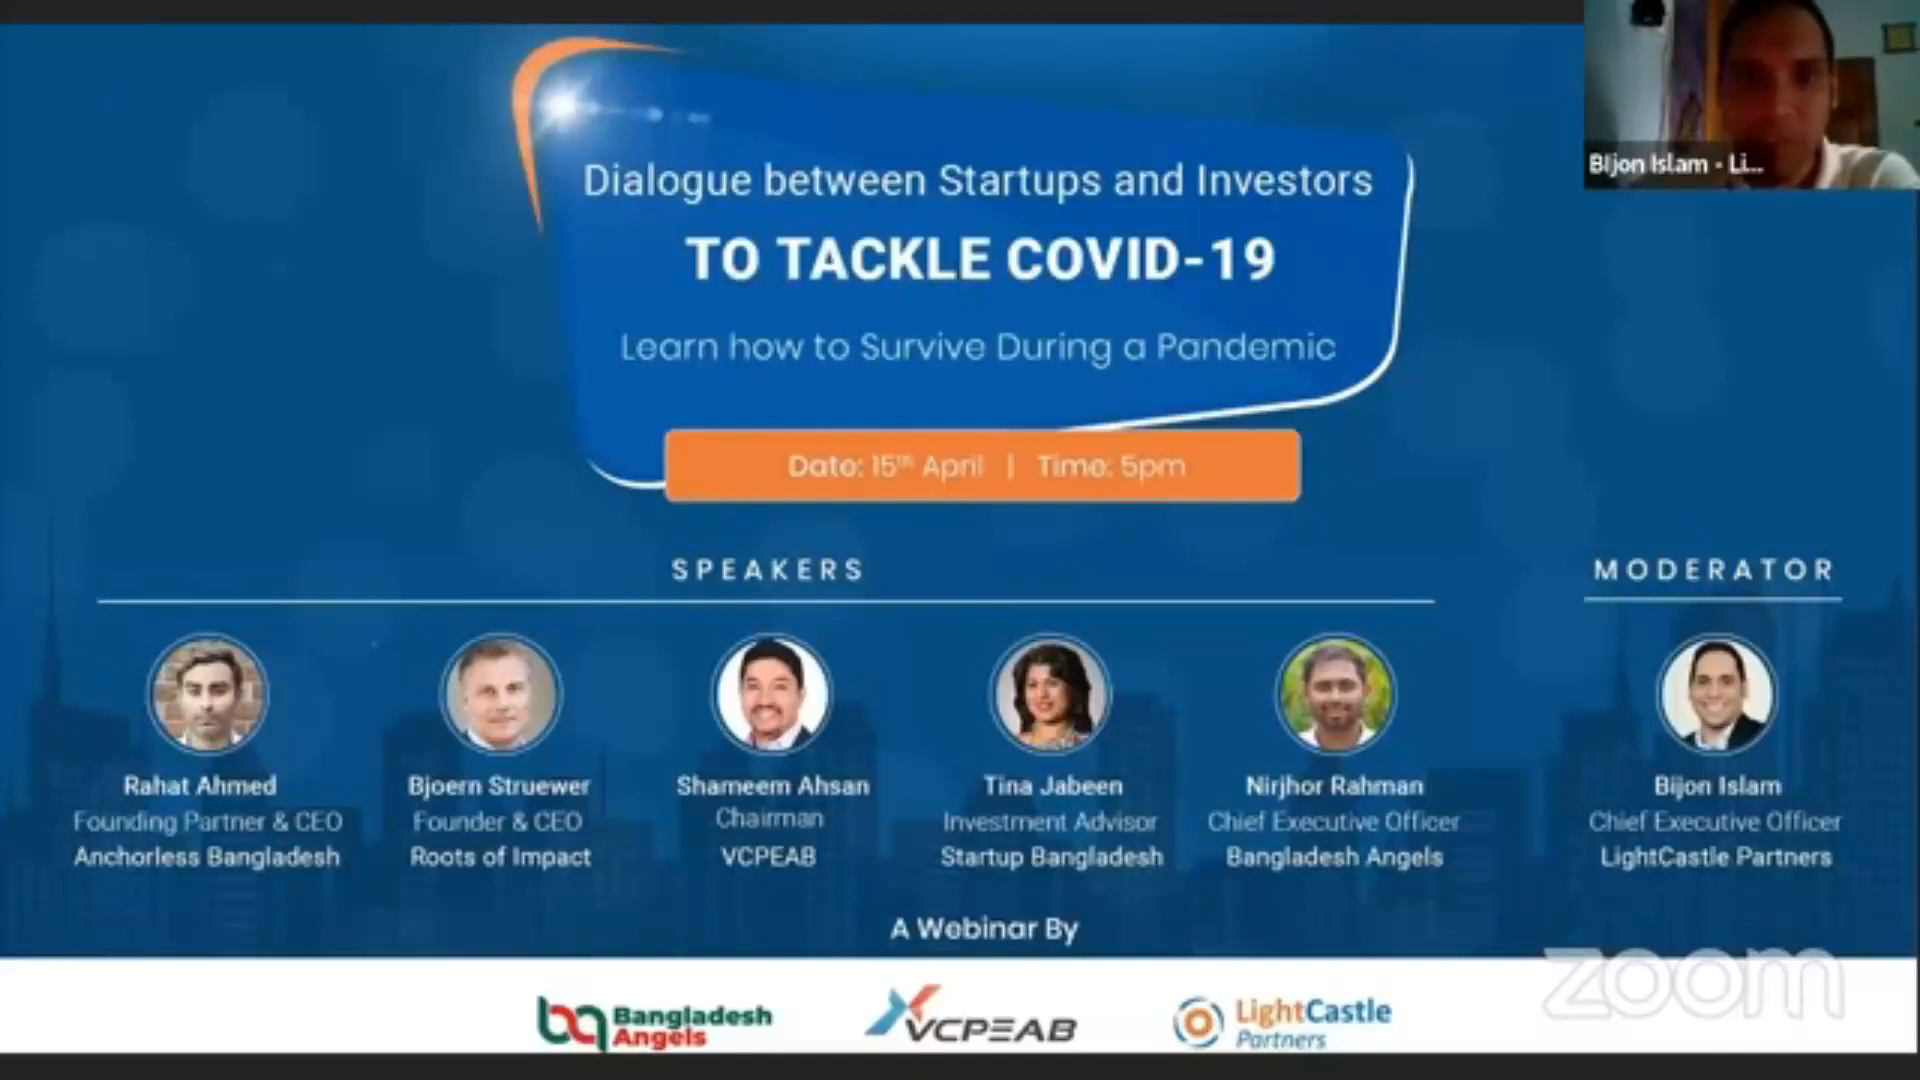 BIjon Islam - Li...
Dialogue between Startups and Investors
TO TACKLE COVID-19
Learn how to Survive During a Pandemic
Date: 15th April | Time: 5pm
SPEAKERS
MODERATOR
Rahat Ahmed
Founding Partner & CEO
Anchorless Bangladesh
Bjoern Struewer
Founder & CEO
Roots of Impact
Shameem Ahsan
Chairman
VCPEAB
Tina Jabeen
Investment Advisor
Startup Bangladesh
Nirjhor Rahman
Chief Executive Officer
Bangladesh Angels
Bijon Islam
Chief Executive Officer
LightCastle Partners
A Webinar By
ba Bangladesh
Angels
VCPEAB
LightCastle
Partners
zoom